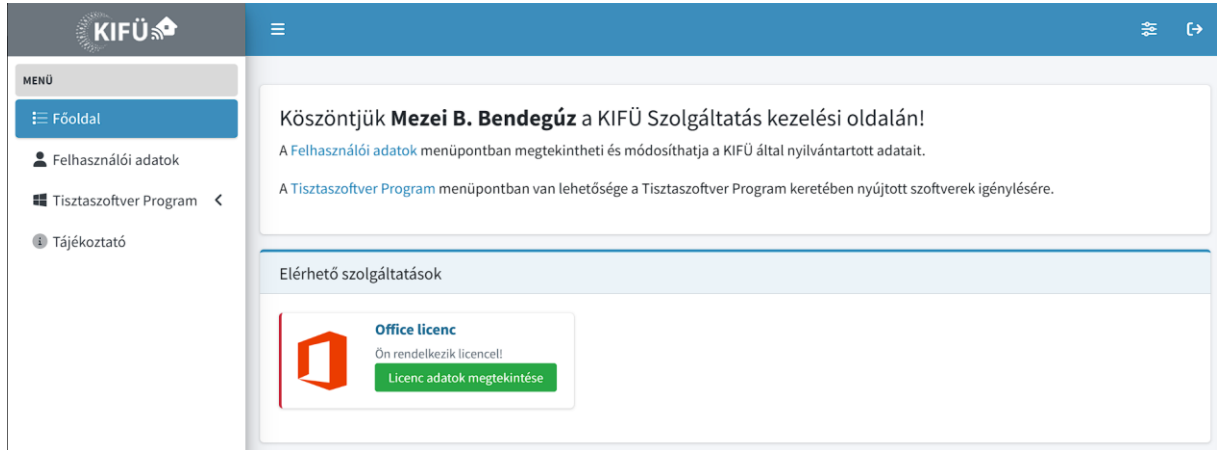 KIFÜ
MENÜ
Főoldal
Felhasználói adatok
Tisztaszoftver Program
Tájékoztató
Köszöntjük Mezei B. Bendegúz a KIFÜ Szolgáltatás kezelési oldalán!
A Felhasználói adatok menüpontban megtekintheti és módosíthatja a KIFÜ által nyilvántartott adatait.
A Tisztaszoftver Program menüpontban van lehetősége a Tisztaszoftver Program keretében nyújtott szoftverek igénylésére.
Elérhető szolgáltatások
Office licenc
Ön rendelkezik licencel!
Licenc adatok megtekintése